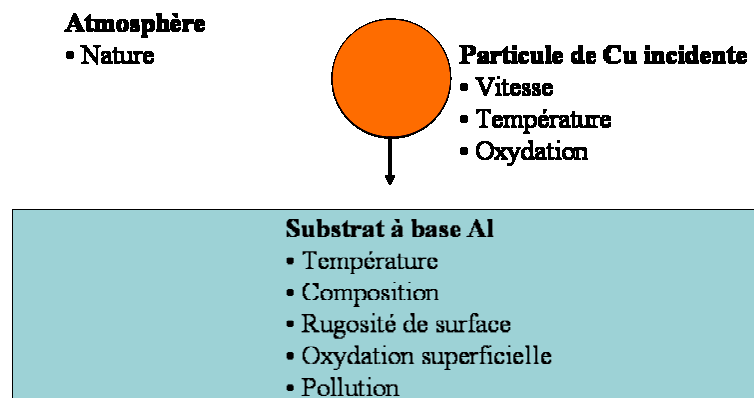 Atmosphère
▪ Nature
Particule de Cu incidente
▪ Vitesse
▪ Température
▪ Oxydation
Substrat à base Al
▪ Température
▪ Composition
▪ Rugosité de surface
▪ Oxydation superficielle
▪ Pollution